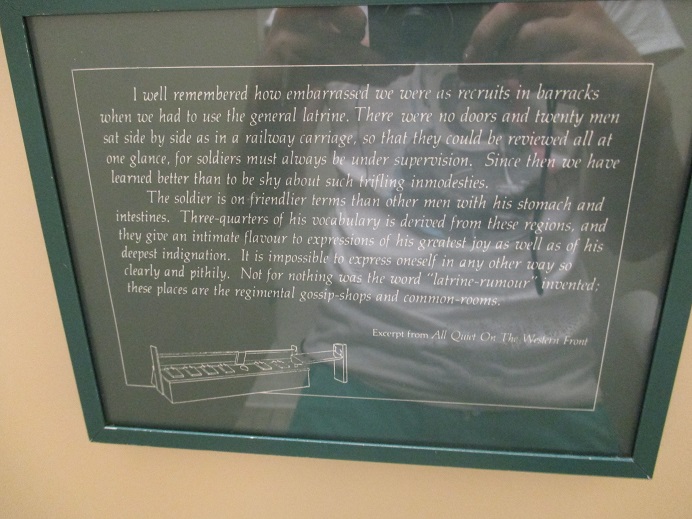 I well remembered how embarrassed we were as recruits in barracks
when we had to use the general latrine. There were no doors and twenty men
sat side by side as in a railway carriage, so that they could be reviewed all at
one glance, for soldiers must always be under supervision. Since then we have
learned better than to be shy about such trifling inmodesties.
The soldier is on friendlier terms than other men with his stomach and
intestines. Three-quarters of his vocabulary is derived from these regions, and
they give an intimate flavour to expressions of his greatest joy as well as of his
deepest indignation. It is impossible to express oneself in any other way so
clearly and pithily. Not for nothing was the word "latrine-rumour" invented;
these places are the regimental gossip-shops and common-rooms.
Excerpt from All Quiet On The Western Front